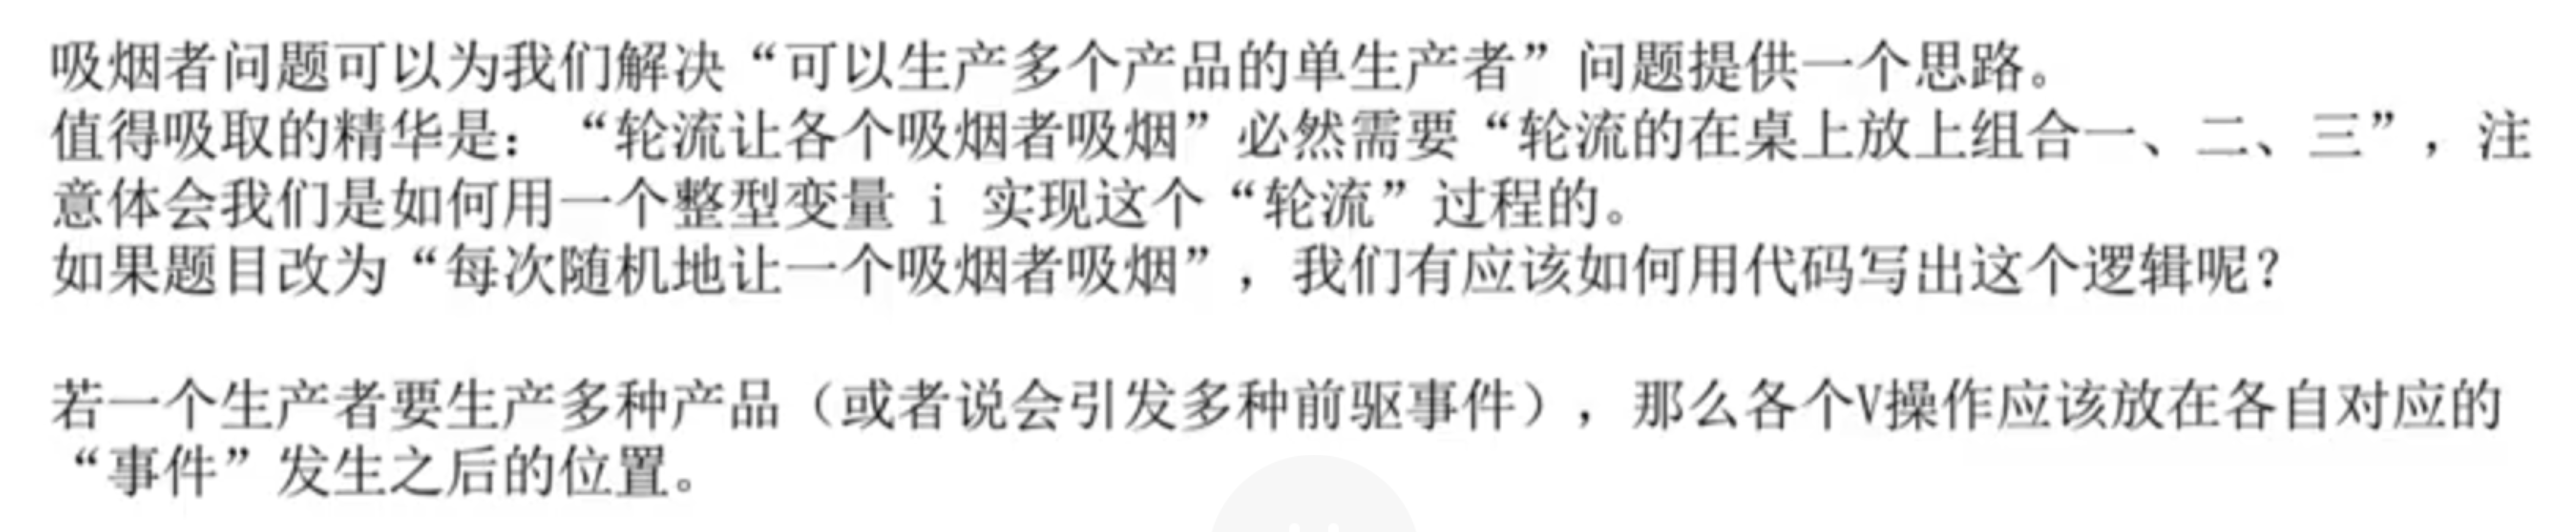 吸烟者问题可以为我们解决“可以生产多个产品的单生产者”问题提供一个思路。
值得吸取的精华是：“轮流让各个吸烟者吸烟”必然需要“轮流的在桌上放上组合一、二、三”，注
意体会我们是如何用一个整型变量 i 实现这个“轮流”过程的。
如果题目改为“每次随机地让一个吸烟者吸烟”，我们有应该如何用代码写出这个逻辑呢？
若一个生产者要生产多种产品（或者说会引发多种前驱事件），那么各个V操作应该放在各自对应的
“事件”发生之后的位置。